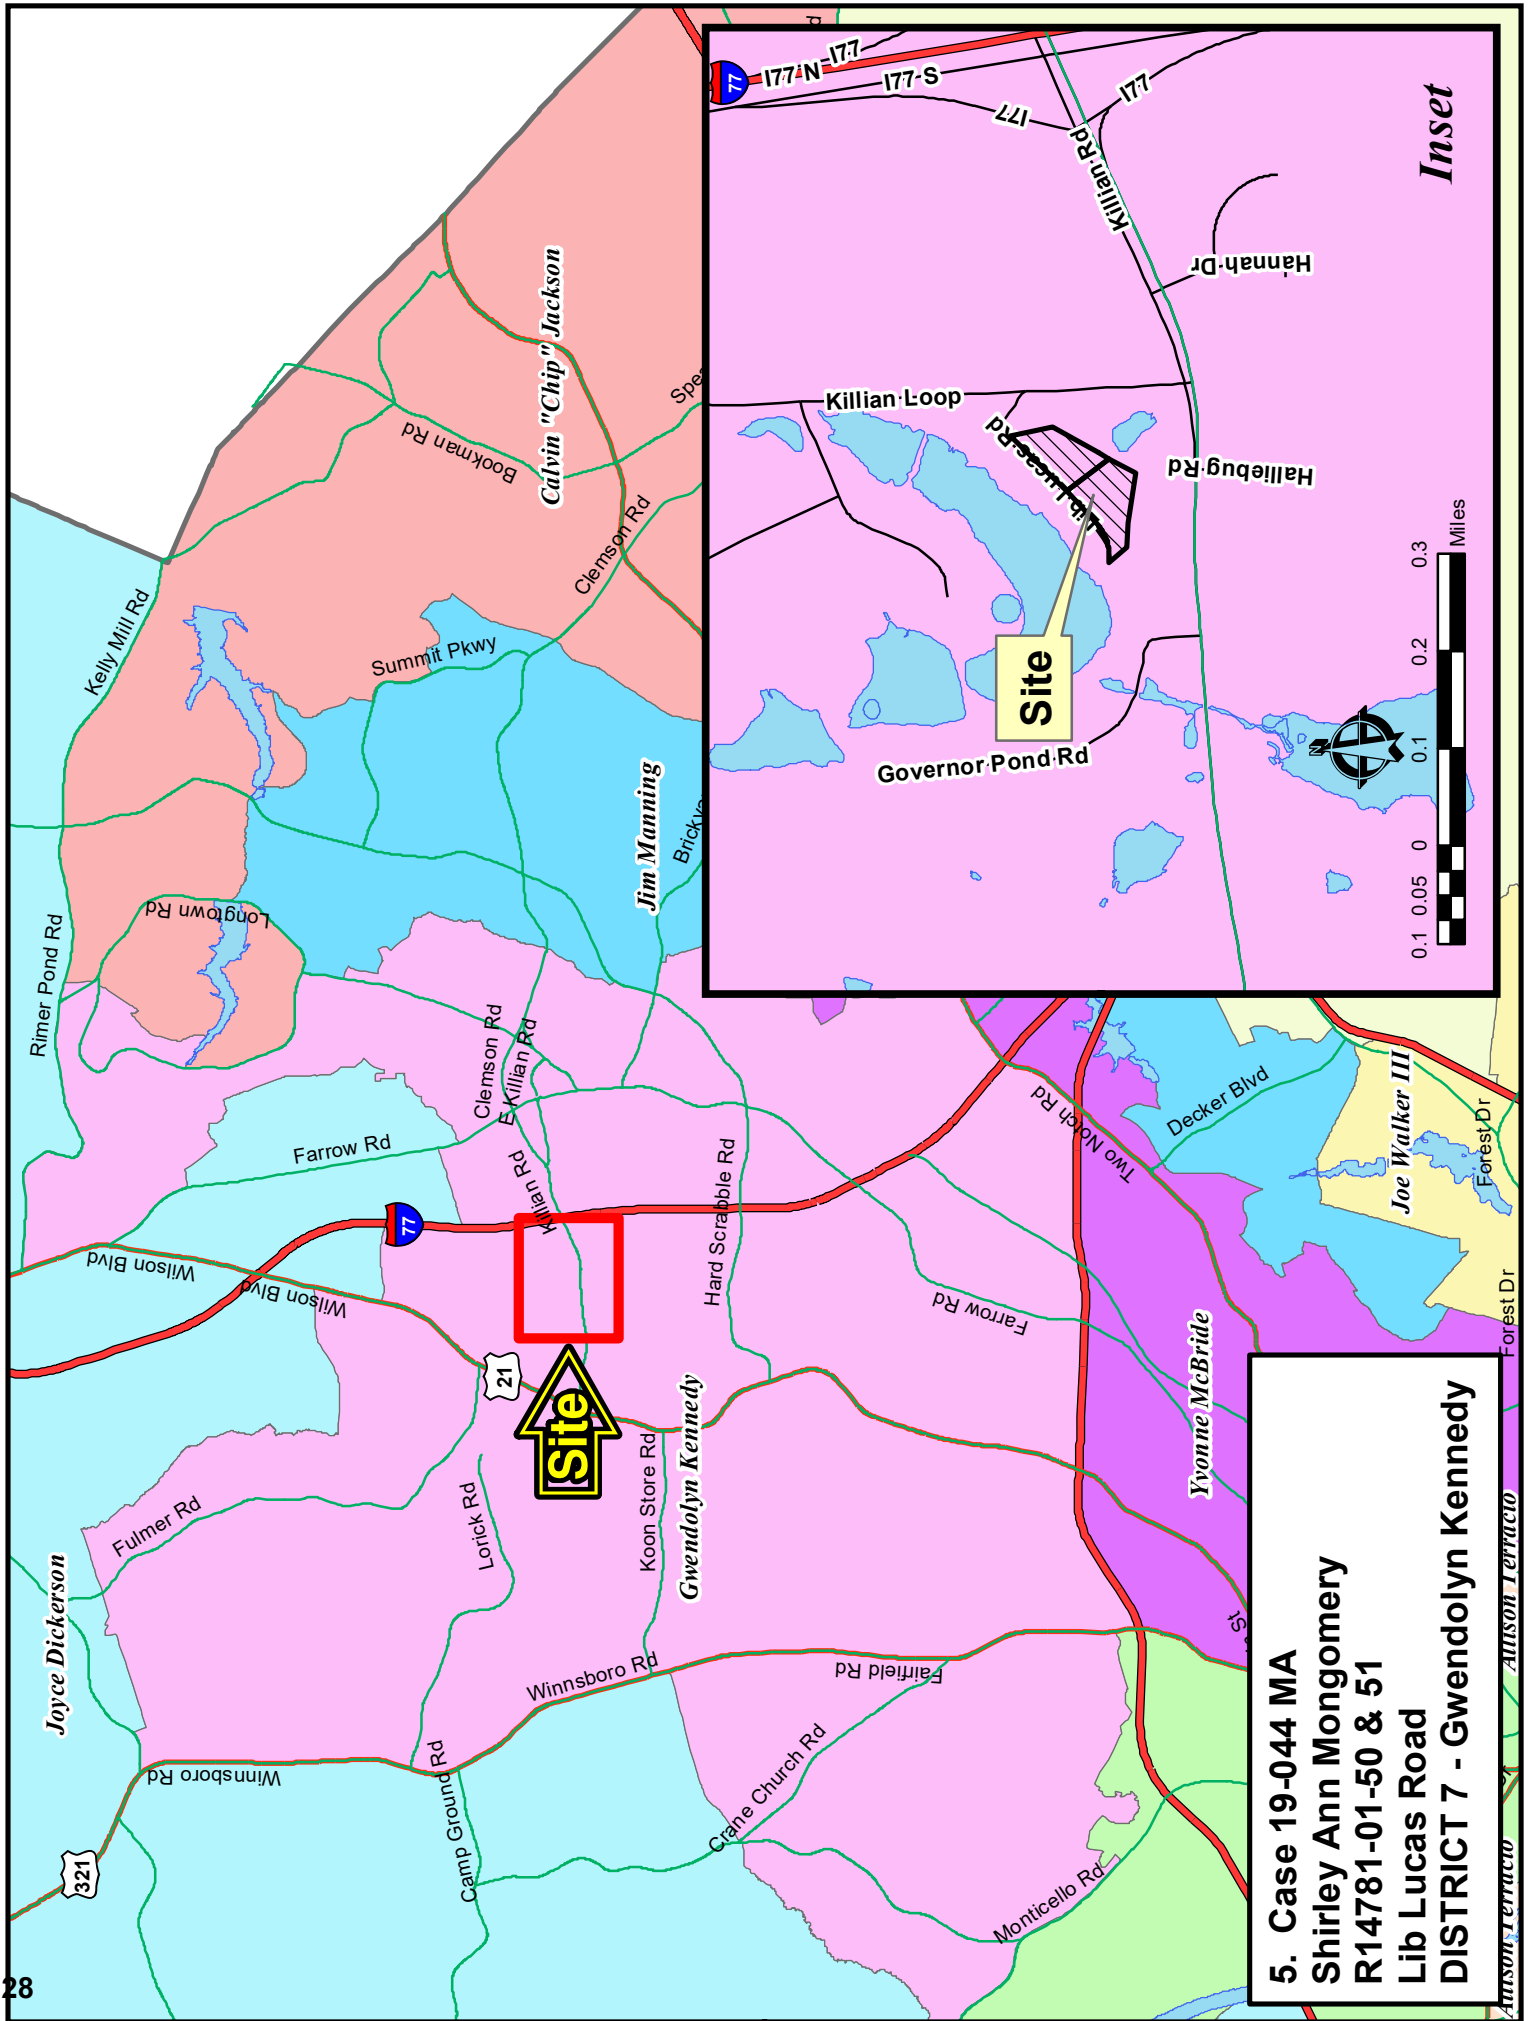 28
5. Case 19-044 MA
Shirley Ann Mongomery
R14781-01-50 & 51
Lib Lucas Road
DISTRICT 7 - Gwendolyn Kennedy
Joyce Dickerson
Gwendolyn Kennedy
Jim Manning
Calvin "Chip" Jackson
Yvonne McBride
Joe Walker III
Allison Terracio
Allison Terracio
Site
321
21
77
Winnsboro Rd
Winnsboro Rd
Fairfield Rd
Camp Ground Rd
Crane Church Rd
Monticello Rd
Fulmer Rd
Lorick Rd
Koon Store Rd
Wilson Blvd
Wilson Blvd
Farrow Rd
Farrow Rd
Killian Rd
E Killian Rd
Clemson Rd
Clemson Rd
Hard Scrabble Rd
Rimer Pond Rd
Longtown Rd
Kelly Mill Rd
Summit Pkwy
Bookman Rd
Two Notch Rd
Decker Blvd
Forest Dr
Forest Dr
St
Inset
Site
77
I77 N
I77
I77 S
I77
I77
Killian Rd
Killian Loop
Lib Lucas Rd
Hannah Dr
Halliebug Rd
Governor Pond Rd
N
0.1 0.05 0 0.1 0.2 0.3
Miles